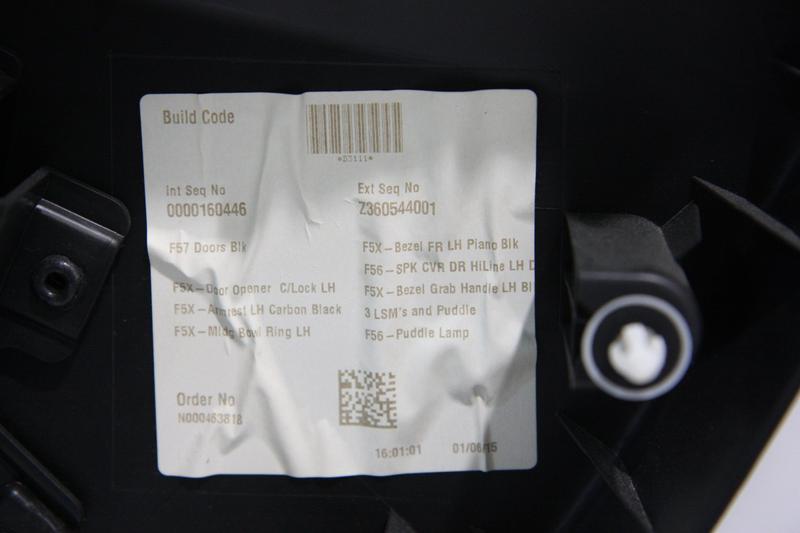 Build Code
*D3111*
Int Seq No
Ext Seq No
0000160446
Z360544001
F57 Doors Blk
F5X-Bezel FR LH Piano Blk
F56-SPK CVR DR HiLine LH D
F5X-Door Opener C/Lock LH
F5X-Bezel Grab Handle LH Bl
F5X-Armrest LH Carbon Black
3 LSM's and Puddle
F5X-Mldg Bowl Ring LH
F56-Puddle Lamp
Order No
N000463818
16:01:01 01/06/15